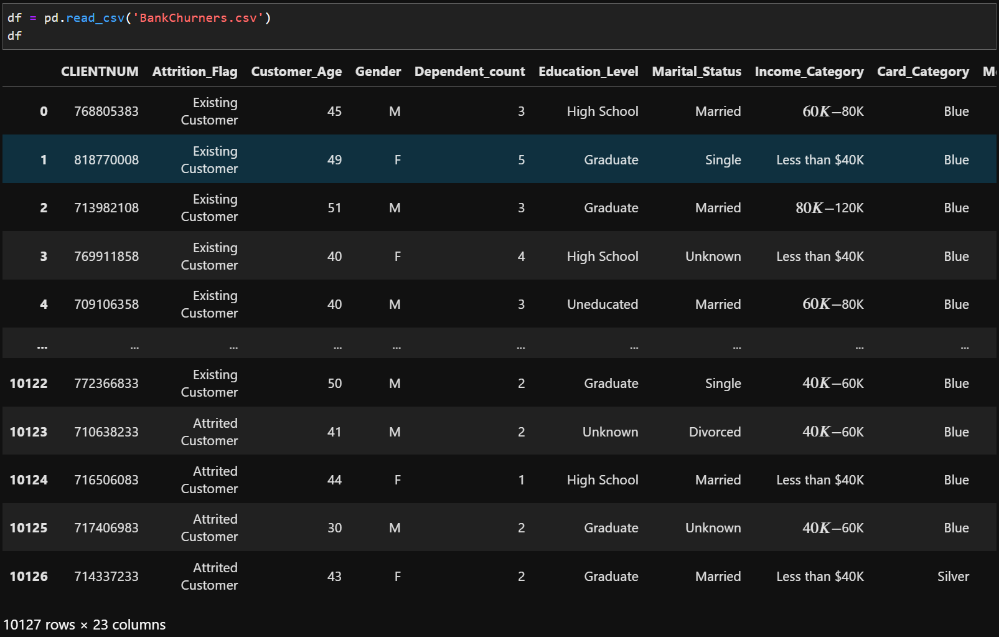 df = pd.read_csv('BankChurners.csv')
df
CLIENTNUM Attrition_Flag Customer_Age Gender Dependent_count Education_Level Marital_Status Income_Category Card_Category
0 768805383 Existing Customer 45 M 3 High School Married 60K−80K Blue
1 818770008 Existing Customer 49 F 5 Graduate Single Less than $40K Blue
2 713982108 Existing Customer 51 M 3 Graduate Married 80K−120K Blue
3 769911858 Existing Customer 40 F 4 High School Unknown Less than $40K Blue
4 709106358 Existing Customer 40 M 3 Uneducated Married 60K−80K Blue
... ... ... ... ... ... ... ... ... ...
10122 772366833 Existing Customer 50 M 2 Graduate Single 40K−60K Blue
10123 710638233 Attrited Customer 41 M 2 Unknown Divorced 40K−60K Blue
10124 716506083 Attrited Customer 44 F 1 High School Married Less than $40K Blue
10125 717406983 Attrited Customer 30 M 2 Graduate Unknown 40K−60K Blue
10126 714337233 Attrited Customer 43 F 2 Graduate Married Less than $40K Silver
10127 rows × 23 columns